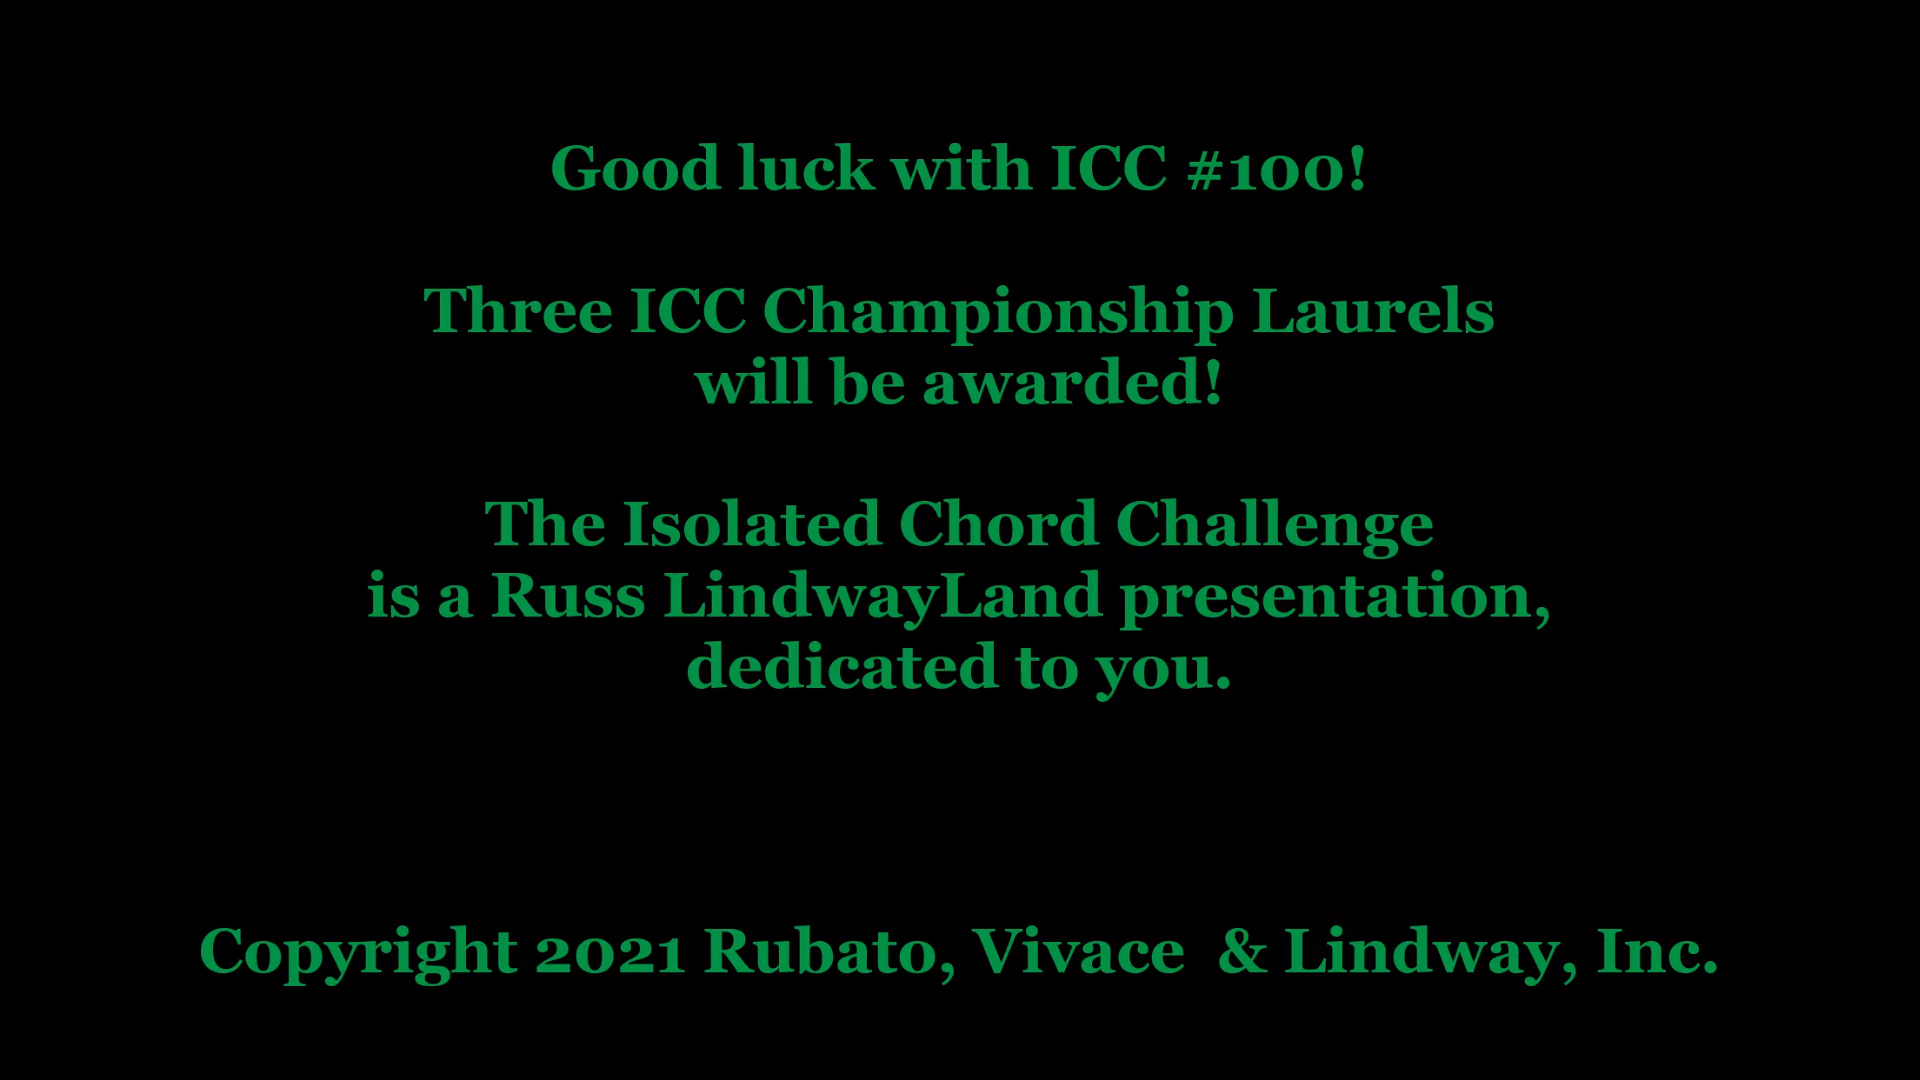 Good luck with ICC #100!
Three ICC Championship Laurels
will be awarded!
The Isolated Chord Challenge
is a Russ LindwayLand presentation,
dedicated to you.
Copyright 2021 Rubato, Vivace  & Lindway, Inc.